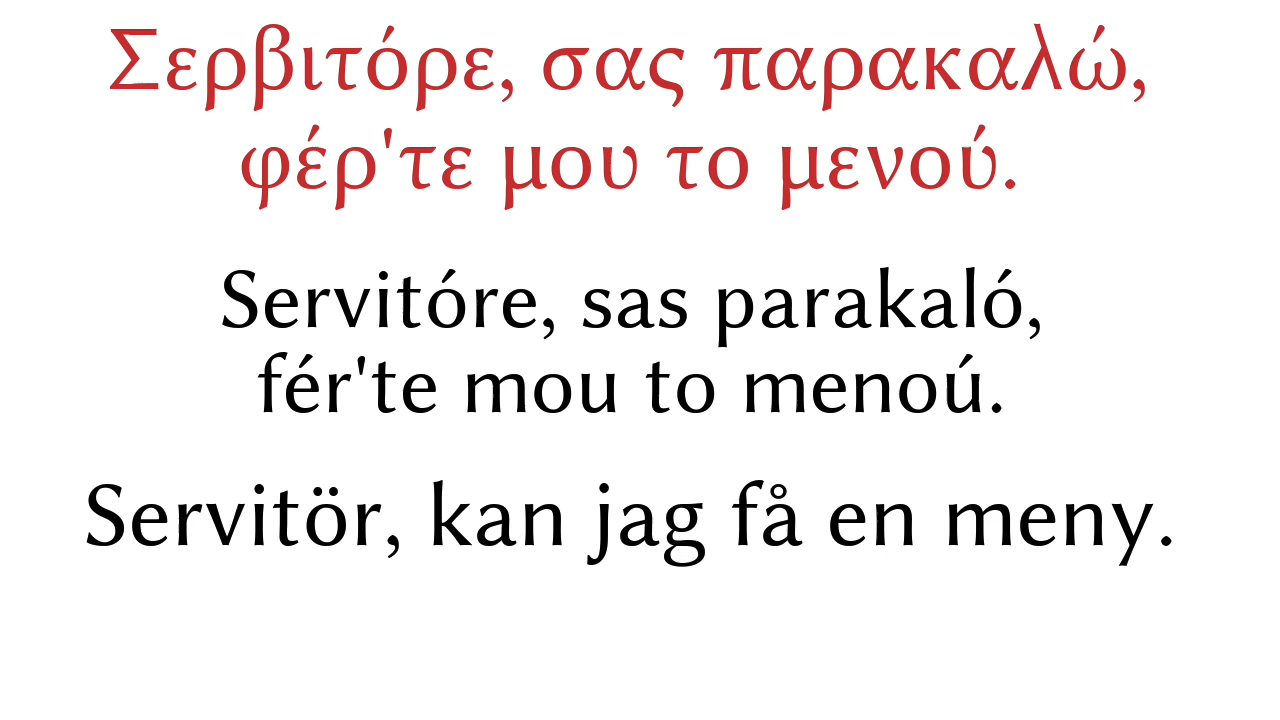 Σερβιτόρε, σας παρακαλώ,
φέρ'τε μου το μενού.
Servitóre, sas parakaló,
fér'te mou to menoú.
Servitör, kan jag få en meny.